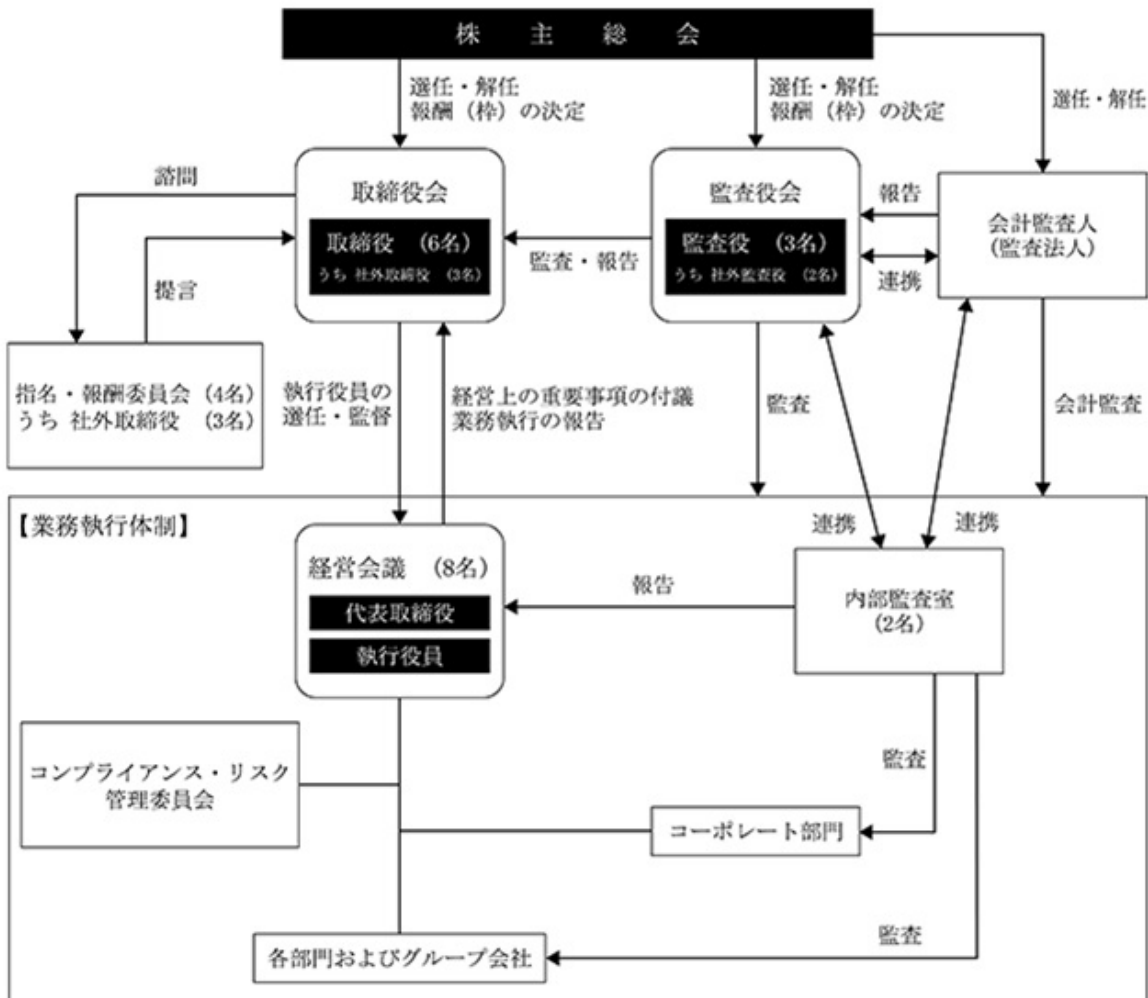 株主総会
選任・解任
報酬（枠）の決定
選任・解任
報酬（枠）の決定
選任・解任
諮問
取締役会
取締役 （6名）
うち 社外取締役 （3名）
監査・報告
監査役会
監査役 （3名）
うち 社外監査役 （2名）
報告
連携
会計監査人
（監査法人）
提言
指名・報酬委員会（4名）
うち 社外取締役 （3名）
執行役員の
選任・監督
経営上の重要事項の付議
業務執行の報告
監査
会計監査
【業務執行体制】
連携
連携
経営会議 （8名）
代表取締役
執行役員
報告
内部監査室
（2名）
コンプライアンス・リスク
管理委員会
監査
コーポレート部門
監査
各部門およびグループ会社